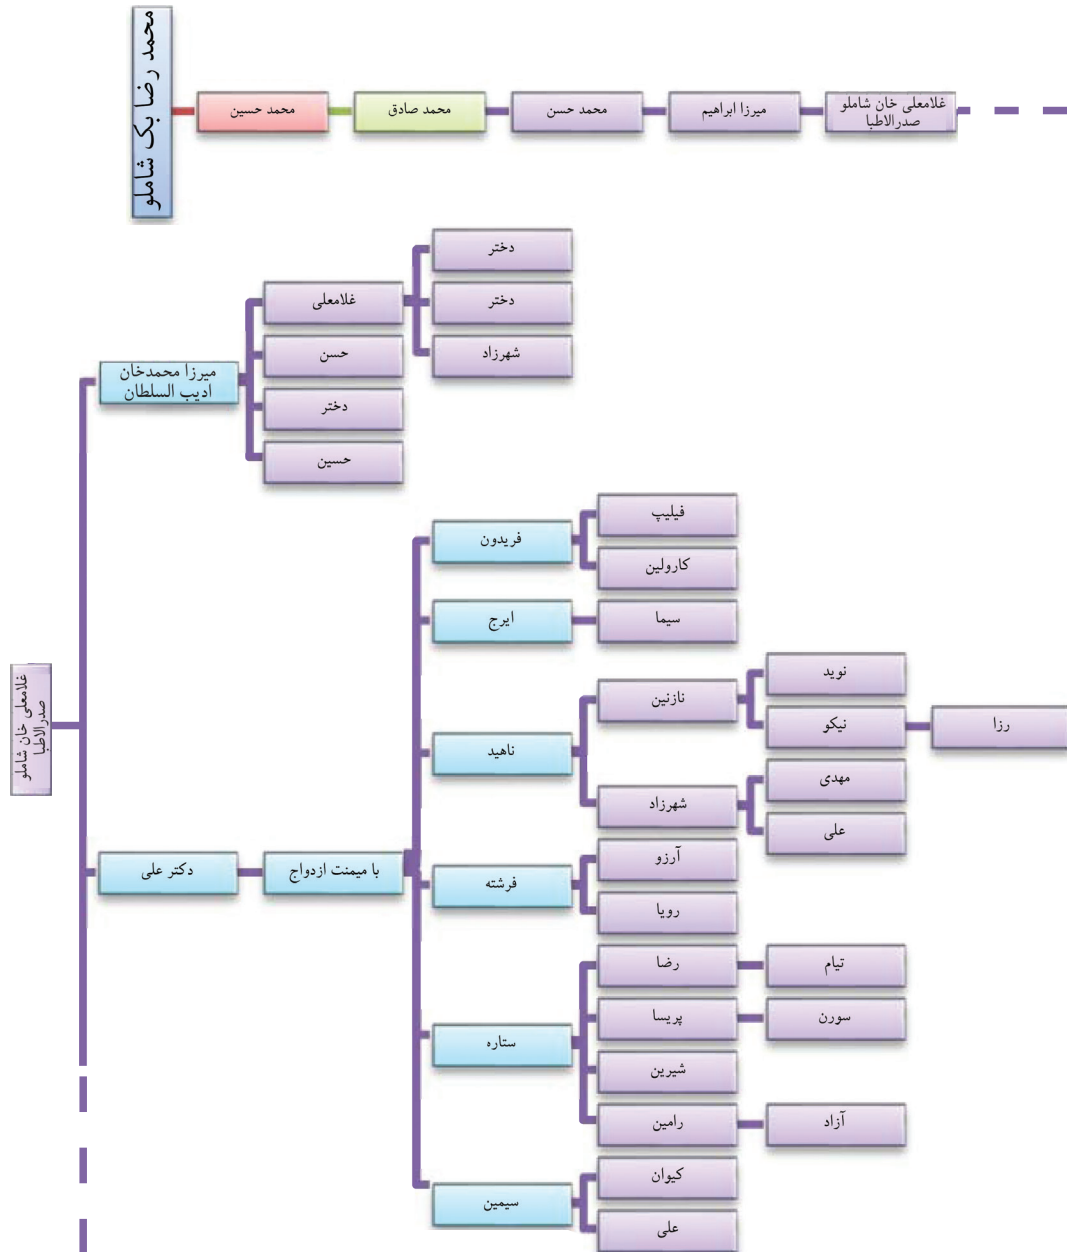 محمد رضا بک شاملو
محمد حسین
محمد صادق
محمد حسن
میرزا ابراهیم
غلامعلی خان شاملو
صدرالاطبا
غلامعلی خان شاملو
صدرالاطبا
میرزا محمدخان
ادیب السلطان
غلامعلی
دختر
دختر
شهرزاد
حسن
دختر
حسین
دکتر علی
با میمنت ازدواج
فریدون
فیلیپ
کارولین
ایرج
سیما
ناهید
نازنین
نوید
نیکو
رزا
شهرزاد
مهدی
علی
فرشته
آرزو
رویا
ستاره
رضا
تیام
پریسا
سورن
شیرین
رامین
آزاد
سیمین
کیوان
علی